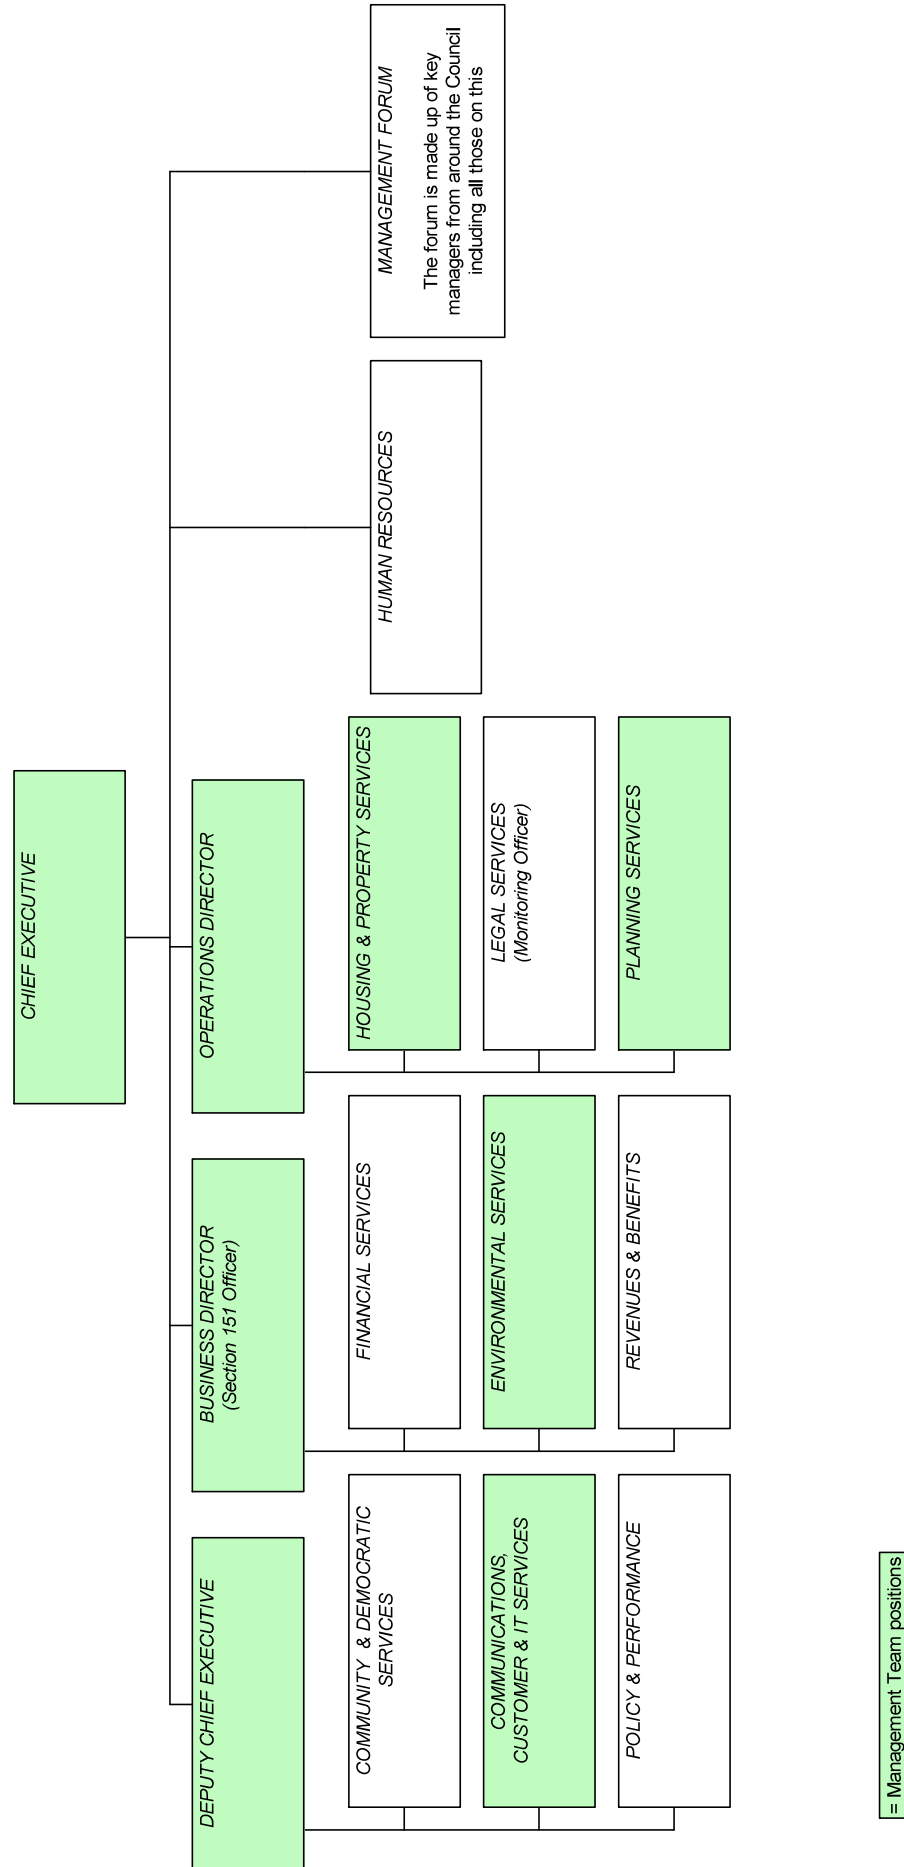 CHIEF EXECUTIVE
DEPUTY CHIEF EXECUTIVE
BUSINESS DIRECTOR
(Section 151 Officer)
OPERATIONS DIRECTOR
COMMUNITY & DEMOCRATIC
SERVICES
COMMUNICATIONS,
CUSTOMER & IT SERVICES
POLICY & PERFORMANCE
FINANCIAL SERVICES
ENVIRONMENTAL SERVICES
REVENUES & BENEFITS
HOUSING & PROPERTY SERVICES
LEGAL SERVICES
(Monitoring Officer)
PLANNING SERVICES
HUMAN RESOURCES
MANAGEMENT FORUM
The forum is made up of key
managers from around the Council
including all those on this
= Management Team positions